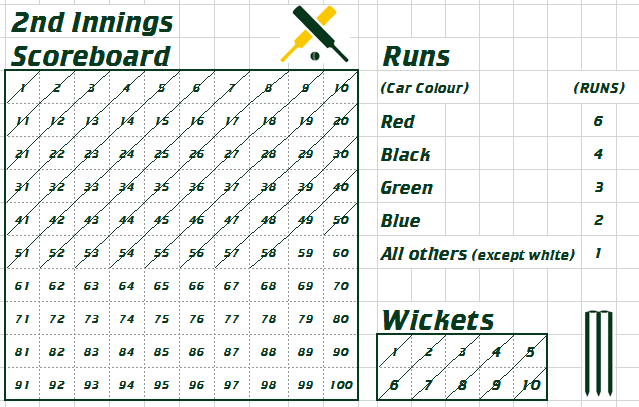 2nd Innings
Scoreboard
1 2 3 4 5 6 7 8 9 10
11 12 13 14 15 16 17 18 19 20
21 22 23 24 25 26 27 28 29 30
31 32 33 34 35 36 37 38 39 40
41 42 43 44 45 46 47 48 49 50
51 52 53 54 55 56 57 58 59 60
61 62 63 64 65 66 67 68 69 70
71 72 73 74 75 76 77 78 79 80
81 82 83 84 85 86 87 88 89 90
91 92 93 94 95 96 97 98 99 100
Runs
(Car Colour) (RUNS)
Red 6
Black 4
Green 3
Blue 2
All others (except white) 1
Wickets
1 2 3 4 5
6 7 8 9 10